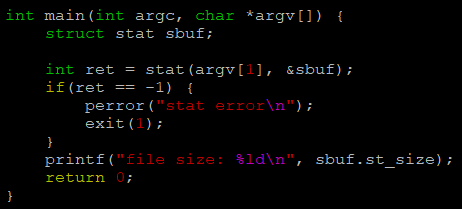 int main(int argc, char *argv[]) {
    struct stat sbuf;

    int ret = stat(argv[1], &sbuf);
    if(ret == -1) {
        perror("stat error\n");
        exit(1);
    }
    printf("file size: %ld\n", sbuf.st_size);
    return 0;
}